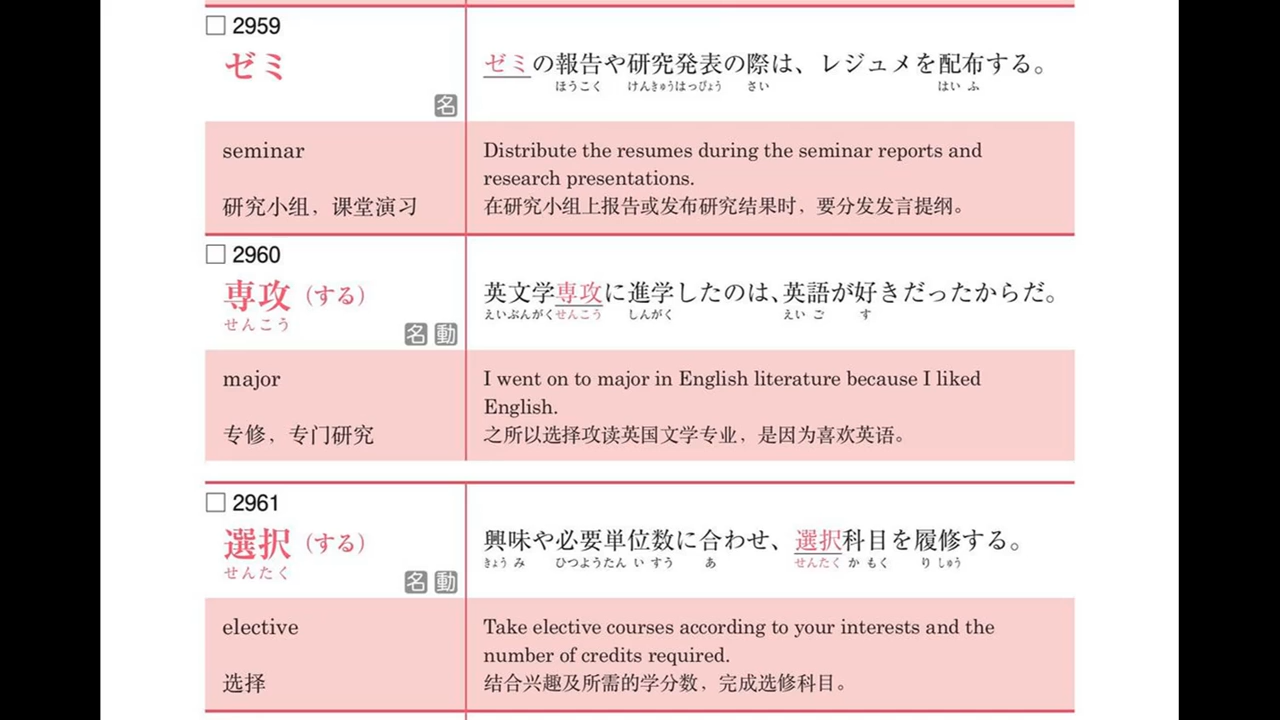 2959
ゼミ
名
ゼミの報告や研究発表の際は、レジュメを配布する。
ほうこく けんきゅうはっぴょう さい はいふ
seminar
研究小组，课堂演习
Distribute the resumes during the seminar reports and
research presentations.
在研究小组上报告或发布研究结果时，要分发发言提纲。
2960
専攻（する）
せんこう
名 動
英文学専攻に進学したのは、英語が好きだったからだ。
えいぶんがくせんこう しんがく えいご す
major
专修，专门研究
I went on to major in English literature because I liked
English.
之所以选择攻读英国文学专业，是因为喜欢英语。
2961
選択（する）
せんたく
名 動
興味や必要単位数に合わせ、選択科目を履修する。
きょうみ ひつようたんいすう あ せんたくかもく りしゅう
elective
选择
Take elective courses according to your interests and the
number of credits required.
结合兴趣及所需的学分数，完成选修科目。